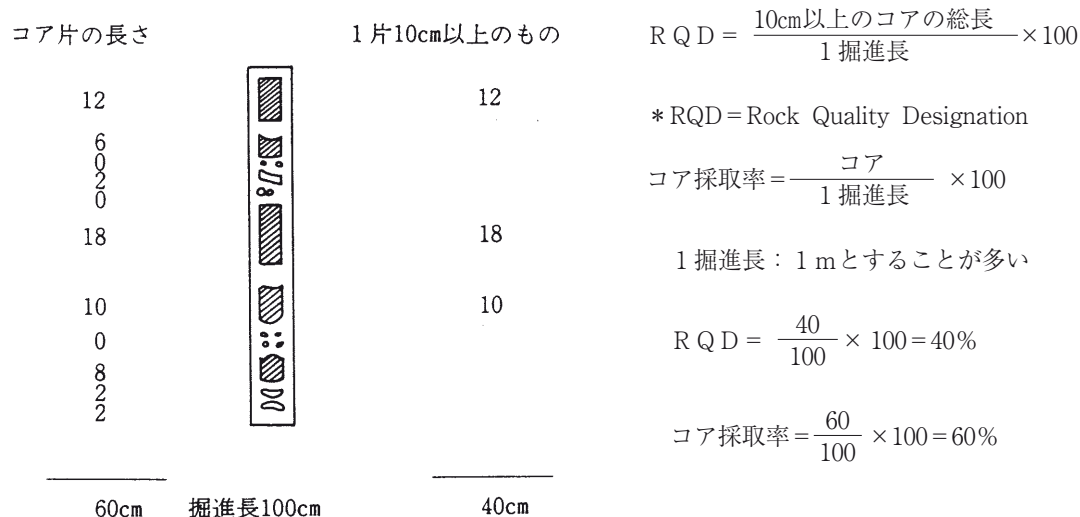 コア片の長さ
12
6
0
2
0
18
10
0
8
2
2
60cm
掘進長100cm
1片10cm以上のもの
12
18
10
40cm
RQD= 10cm以上のコアの総長 / 1掘進長 ×100
*RQD=Rock Quality Designation
コア採取率= コア / 1掘進長 ×100
1掘進長：1mとすることが多い
RQD= 40 / 100 × 100=40%
コア採取率= 60 / 100 ×100=60%